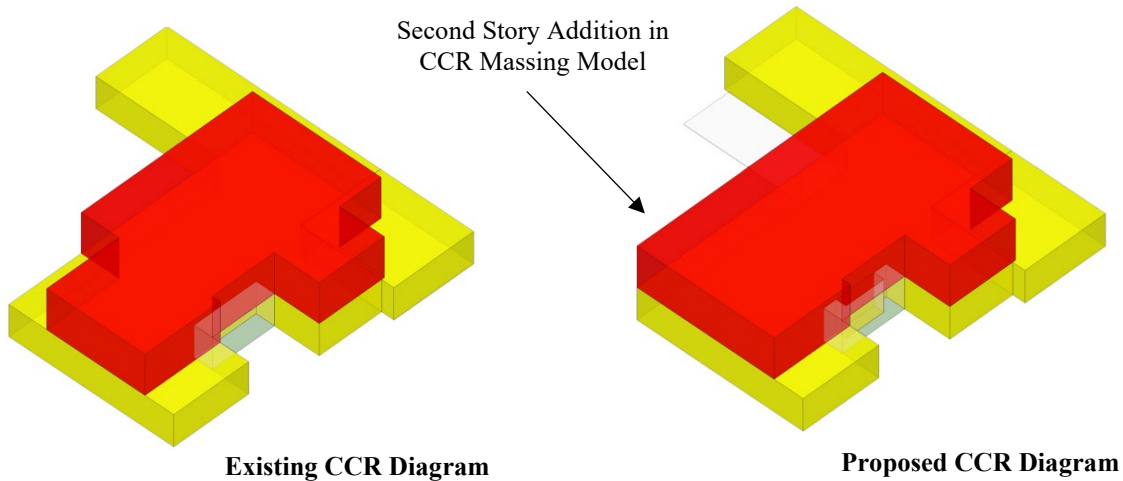 Second Story Addition in
CCR Massing Model
Existing CCR Diagram
Proposed CCR Diagram